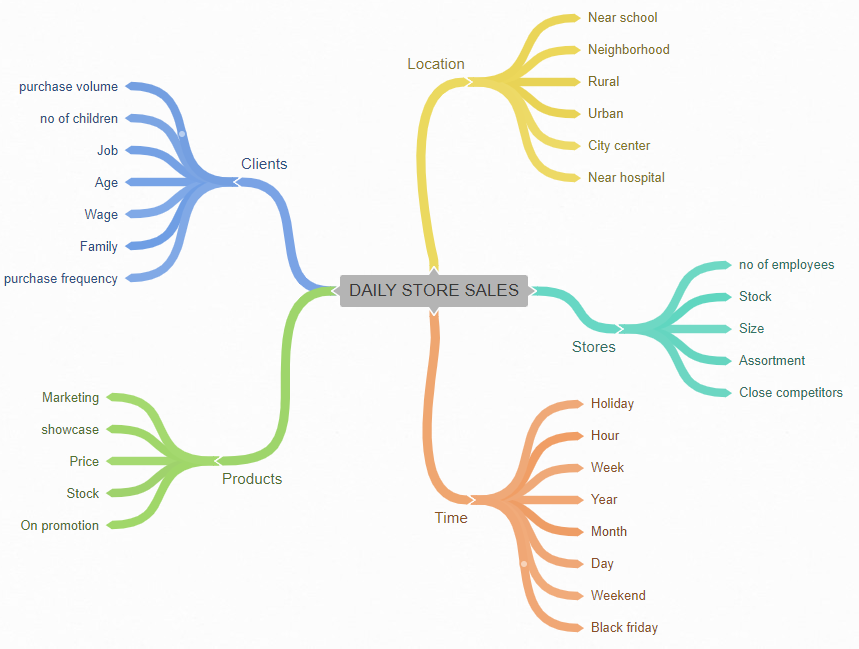 DAILY STORE SALES
Clients
purchase volume
no of children
Job
Age
Wage
Family
purchase frequency
Products
Marketing
showcase
Price
Stock
On promotion
Location
Near school
Neighborhood
Rural
Urban
City center
Near hospital
Stores
no of employees
Stock
Size
Assortment
Close competitors
Time
Holiday
Hour
Week
Year
Month
Day
Weekend
Black friday